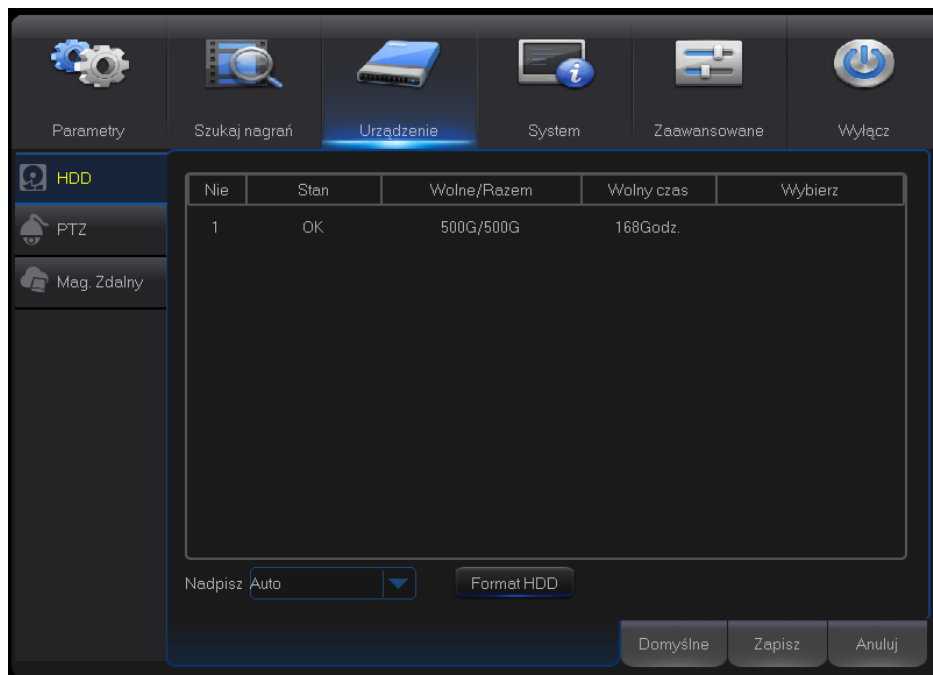 Parametry Szukaj nagrań Urządzenie System Zaawansowane Wyłącz
HDD
PTZ
Mag. Zdalny
Nie Stan Wolne/Razem Wolny czas Wybierz
1 OK 500G/500G 168Godz.
Nadpisz Auto Format HDD
Domyślne Zapisz Anuluj